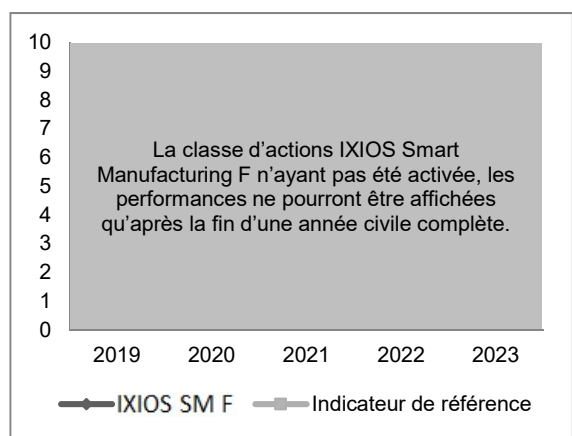 10
9
8
7
6
5
4
3
2
1
0
La classe d’actions IXIOS Smart
Manufacturing F n’ayant pas été activée, les
performances ne pourront être affichées
qu’après la fin d’une année civile complète.
2019 2020 2021 2022 2023
IXIOS SM F Indicateur de référence